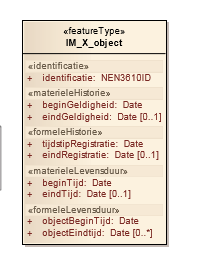 «featureType»
IM_X_object
«identificatie»
+ identificatie: NEN3610ID
«materieleHistorie»
+ beginGeldigheid: Date
+ eindGeldigheid: Date [0..1]
«formeleHistorie»
+ tijdstipRegistratie: Date
+ eindRegistratie: Date [0..1]
«materieleLevensduur»
+ beginTijd: Date
+ eindTijd: Date [0..1]
«formeleLevensduur»
+ objectBeginTijd: Date
+ objectEindtijd: Date [0..*]